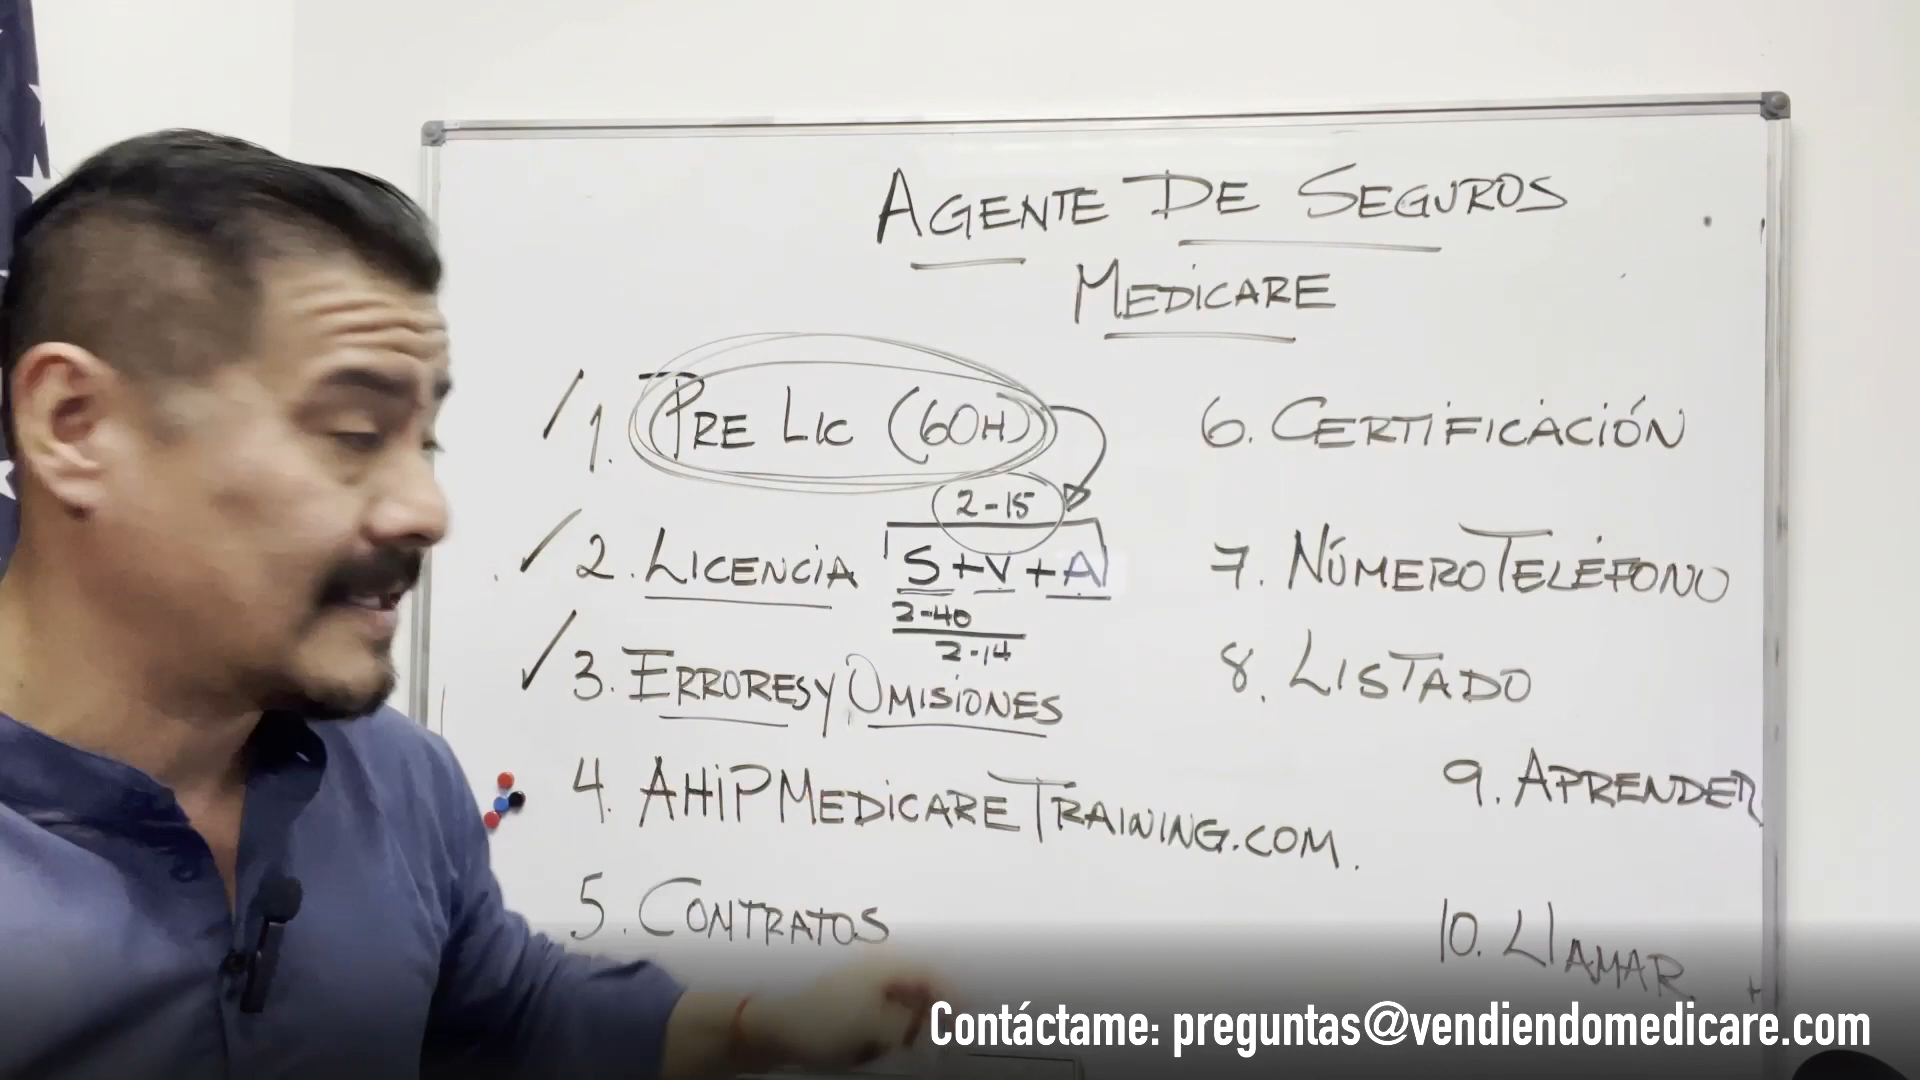 AGENTE DE SEGUROS
MEDICARE
1. PRE LIC (60H)
2-15
2. LICENCIA S+V+A
2-40
2-14
3. ERRORES y OMISIONES
4. AHIPMEDICARETRAINING.COM.
5. CONTRATOS
6. CERTIFICACIÓN
7. NÚMERO TELÉFONO
8. LISTADO
9. APRENDER
10. LLAMAR
Contáctame: preguntas@vendiendomedicare.com